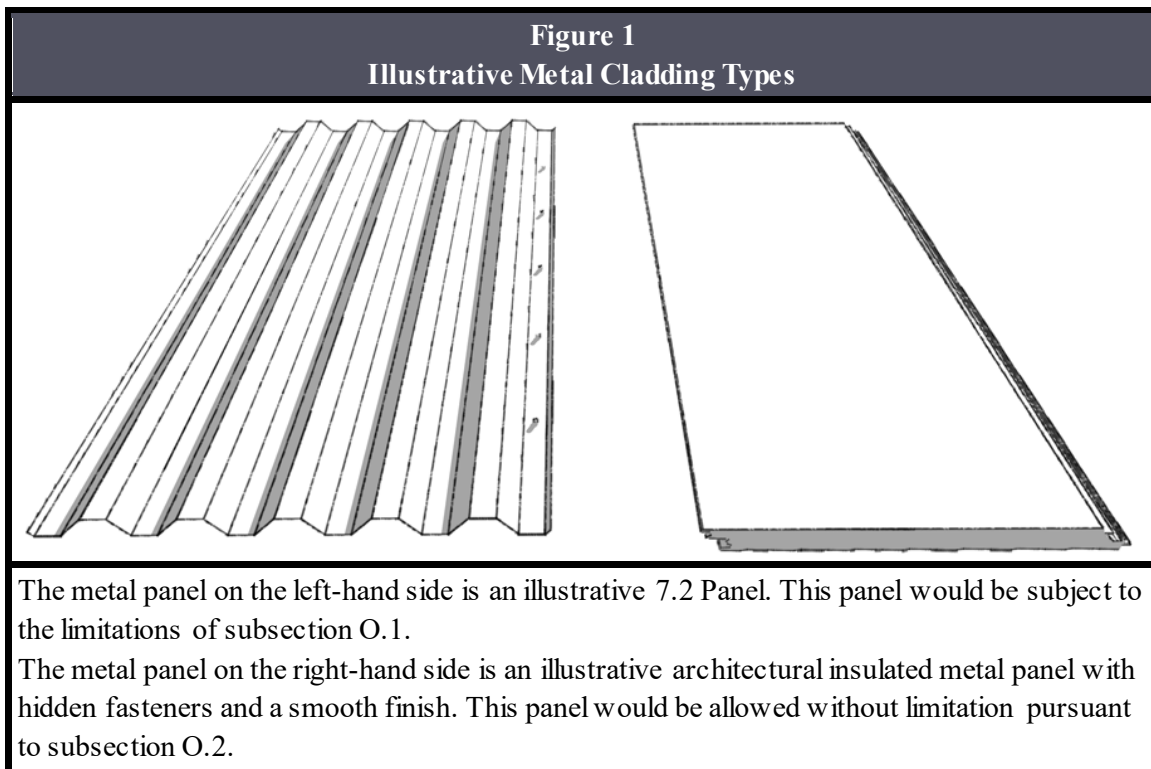 Figure 1
Illustrative Metal Cladding Types
The metal panel on the left-hand side is an illustrative 7.2 Panel. This panel would be subject to
the limitations of subsection O.1.
The metal panel on the right-hand side is an illustrative architectural insulated metal panel with
hidden fasteners and a smooth finish. This panel would be allowed without limitation pursuant
to subsection O.2.